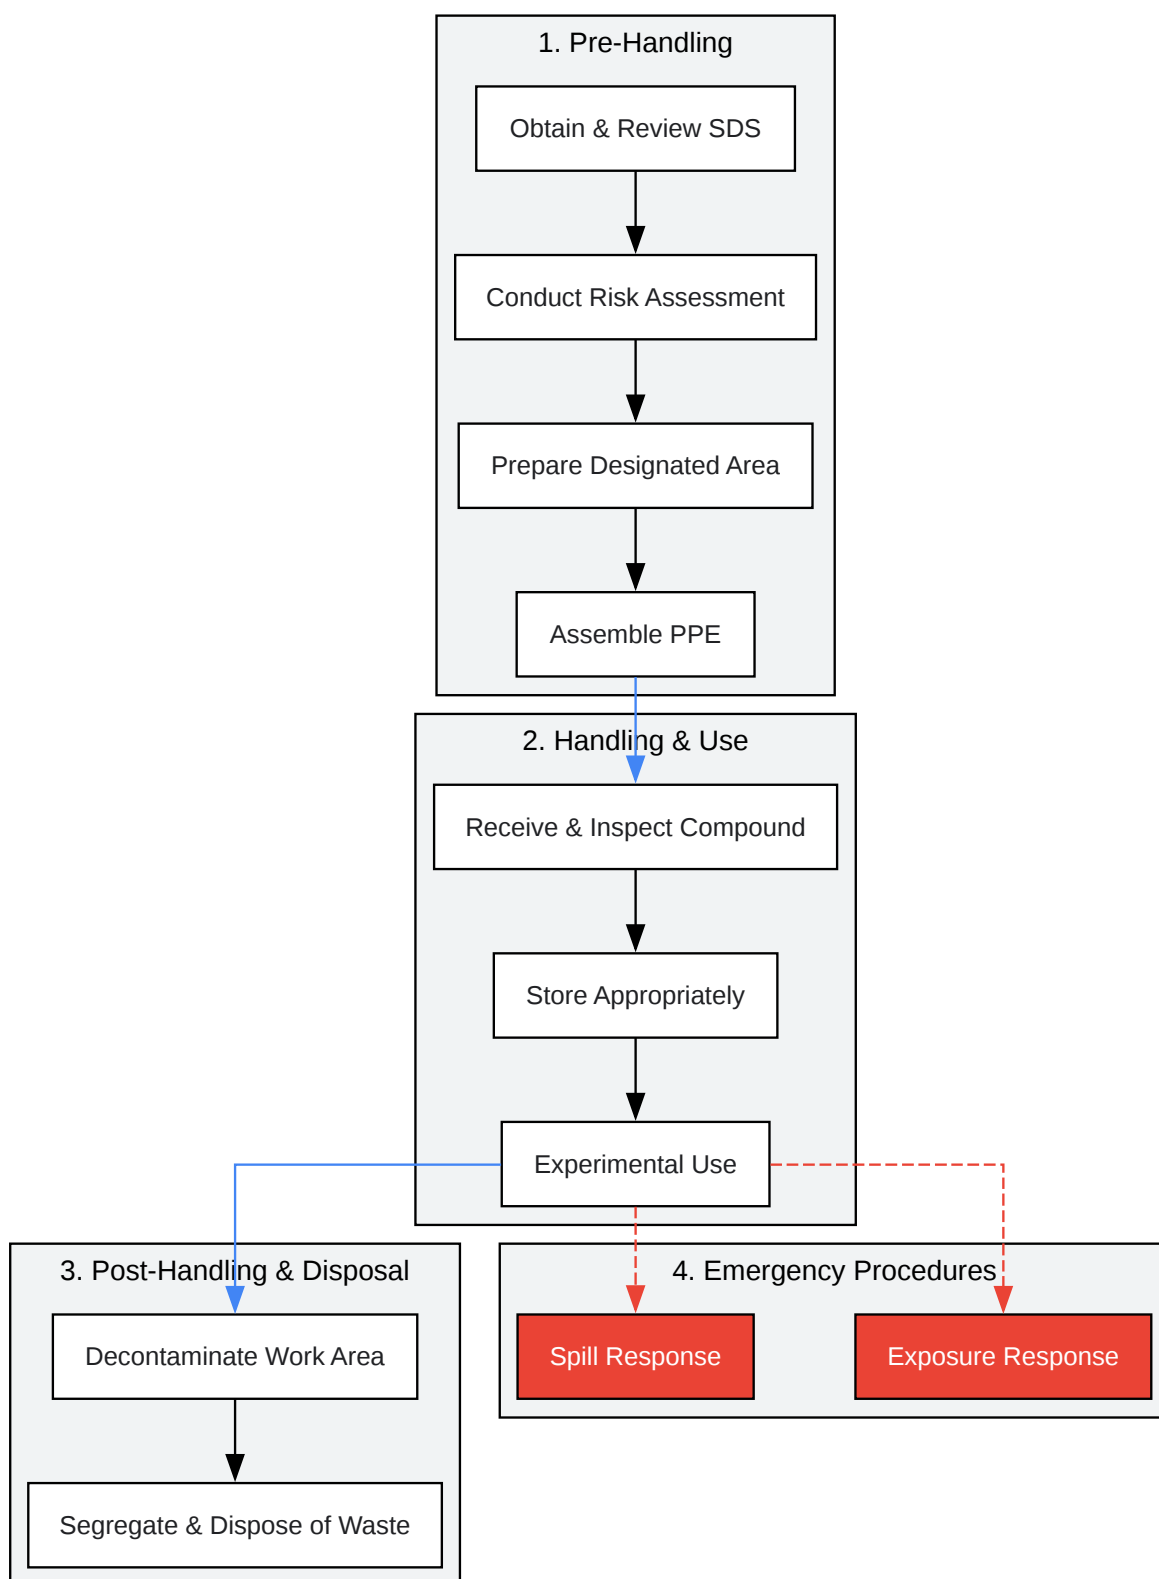 1. Pre-Handling
Obtain & Review SDS
Conduct Risk Assessment
Prepare Designated Area
Assemble PPE
2. Handling & Use
Receive & Inspect Compound
Store Appropriately
Experimental Use
3. Post-Handling & Disposal
Decontaminate Work Area
Segregate & Dispose of Waste
4. Emergency Procedures
Spill Response
Exposure Response